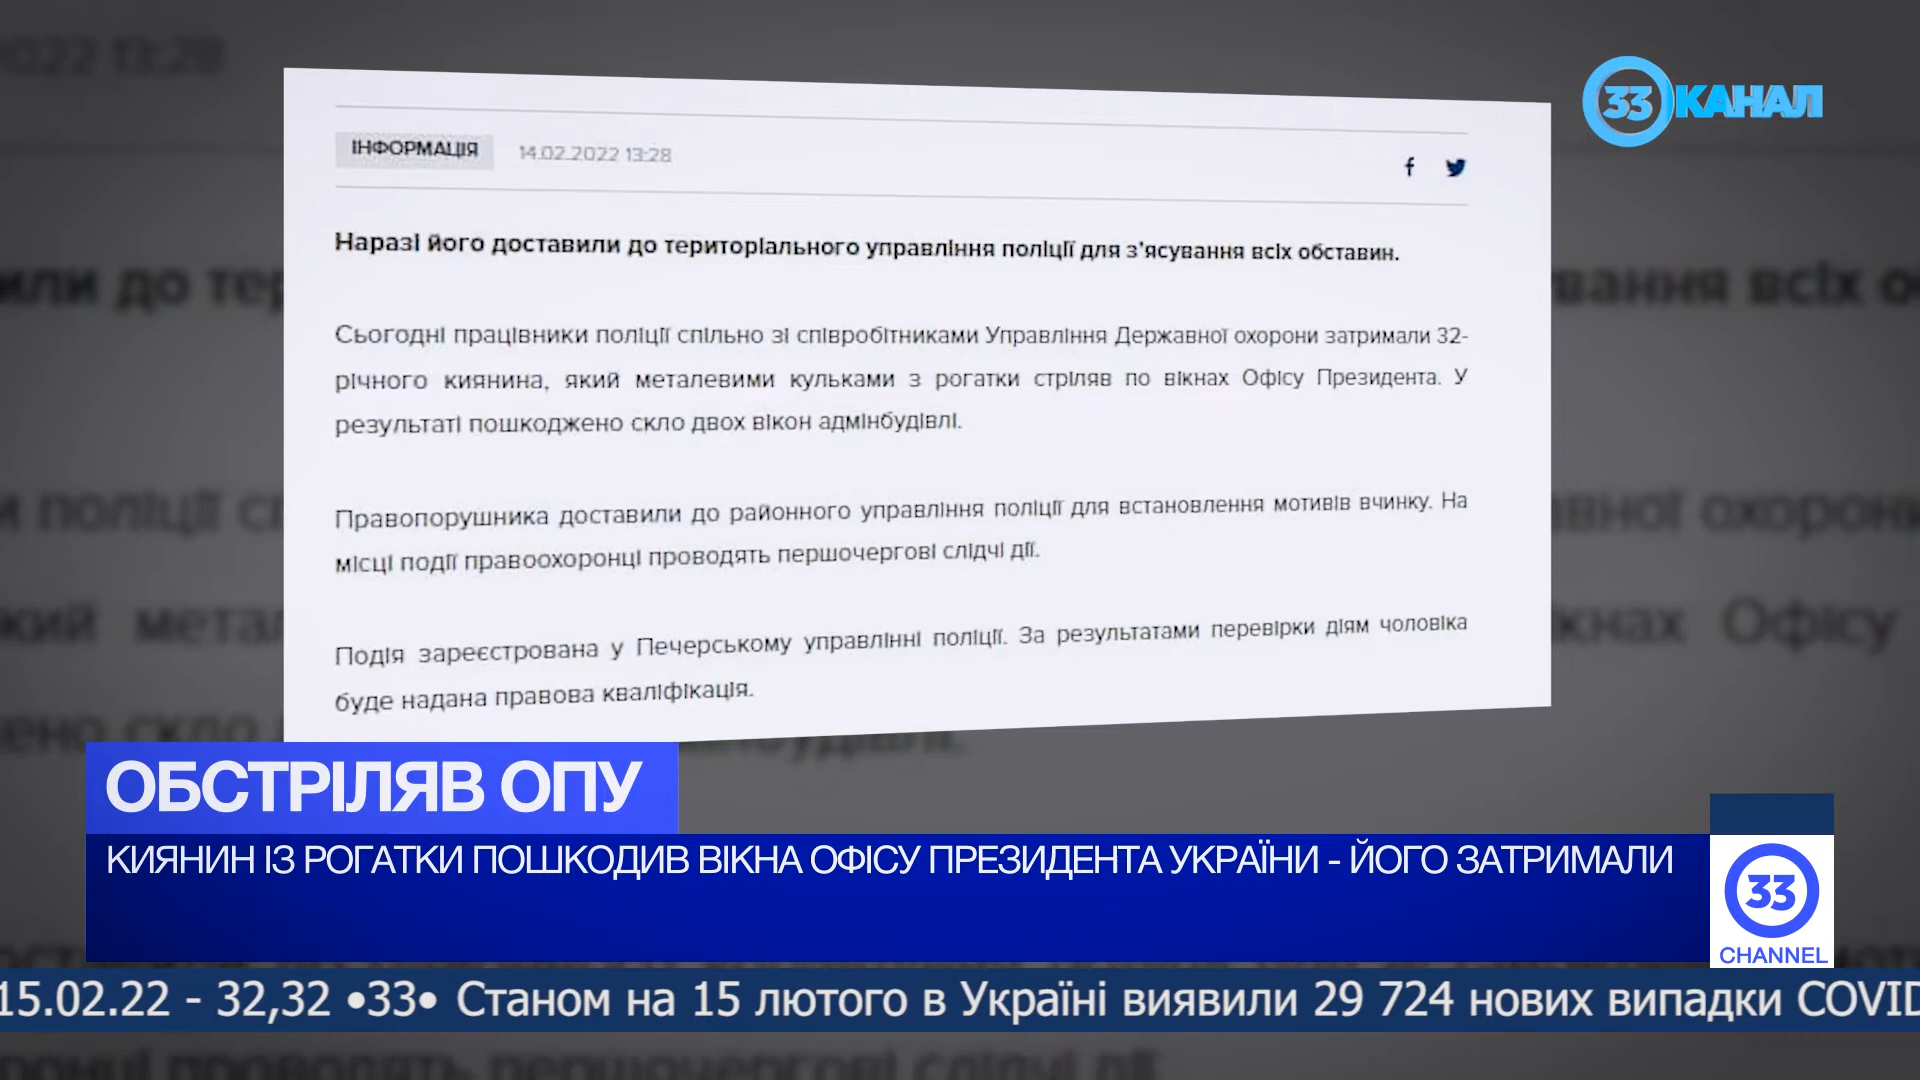 33 КАНАЛ
ІНФОРМАЦІЯ 14.02.2022 13:28
Наразі його доставили до територіального управління поліції для з’ясування всіх обставин.
Сьогодні працівники поліції спільно зі співробітниками Управління Державної охорони затримали 32-
річного киянина, який металевими кульками з рогатки стріляв по вікнах Офісу Президента. У
результаті пошкоджено скло двох вікон адмінбудівлі.
Правопорушника доставили до районного управління поліції для встановлення мотивів вчинку. На
місці події правоохоронці проводять першочергові слідчі дії.
Подія зареєстрована у Печерському управлінні поліції. За результатами перевірки діям чоловіка
буде надана правова кваліфікація.
ОБСТРІЛЯВ ОПУ
КИЯНИН ІЗ РОГАТКИ ПОШКОДИВ ВІКНА ОФІСУ ПРЕЗИДЕНТА УКРАЇНИ - ЙОГО ЗАТРИМАЛИ
33
CHANNEL
15.02.22 - 32,32 •33• Станом на 15 лютого в Україні виявили 29 724 нових випадки COVID